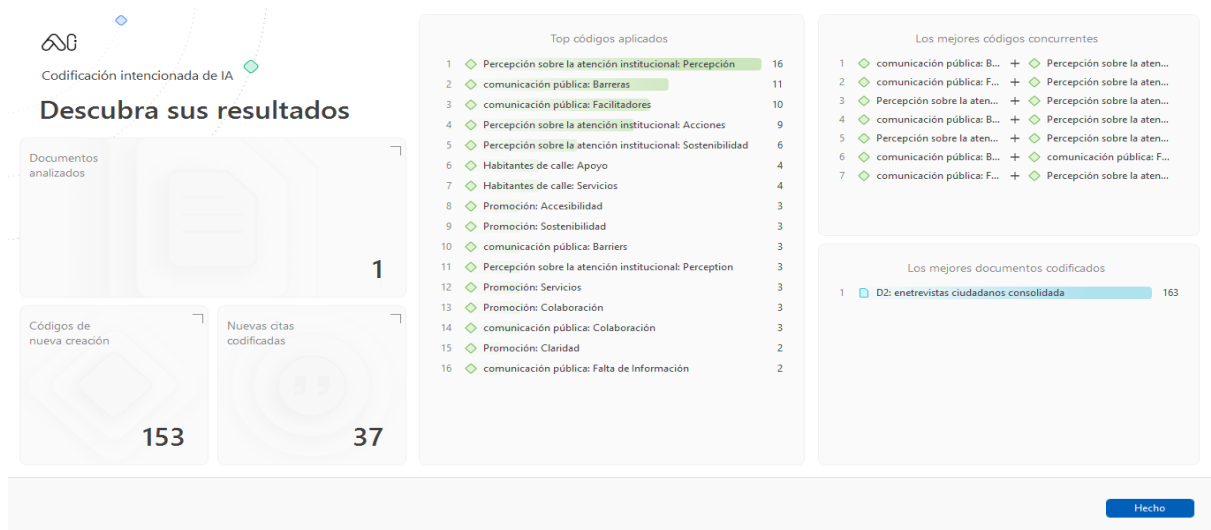 Codificación intencionada de IA
Descubra sus resultados
Documentos
analizados
1
Códigos de
nueva creación
153
Nuevas citas
codificadas
37
Top códigos aplicados
1 Percepción sobre la atención institucional: Percepción 16
2 comunicación pública: Barreras 11
3 comunicación pública: Facilitadores 10
4 Percepción sobre la atención institucional: Acciones 9
5 Percepción sobre la atención institucional: Sostenibilidad 6
6 Habitantes de calle: Apoyo 4
7 Habitantes de calle: Servicios 4
8 Promoción: Accesibilidad 3
9 Promoción: Sostenibilidad 3
10 comunicación pública: Barriers 3
11 Percepción sobre la atención institucional: Perception 3
12 Promoción: Servicios 3
13 Promoción: Colaboración 3
14 comunicación pública: Colaboración 3
15 Promoción: Claridad 2
16 comunicación pública: Falta de Información 2
Los mejores códigos concurrentes
1 comunicación pública: B... + Percepción sobre la aten...
2 comunicación pública: F... + Percepción sobre la aten...
3 Percepción sobre la aten... + Percepción sobre la aten...
4 comunicación pública: B... + Percepción sobre la aten...
5 Percepción sobre la aten... + Percepción sobre la aten...
6 comunicación pública: B... + comunicación pública: F...
7 comunicación pública: F... + Percepción sobre la aten...
Los mejores documentos codificados
1 D2: enetrevistas ciudadanos consolidada 163
Hecho